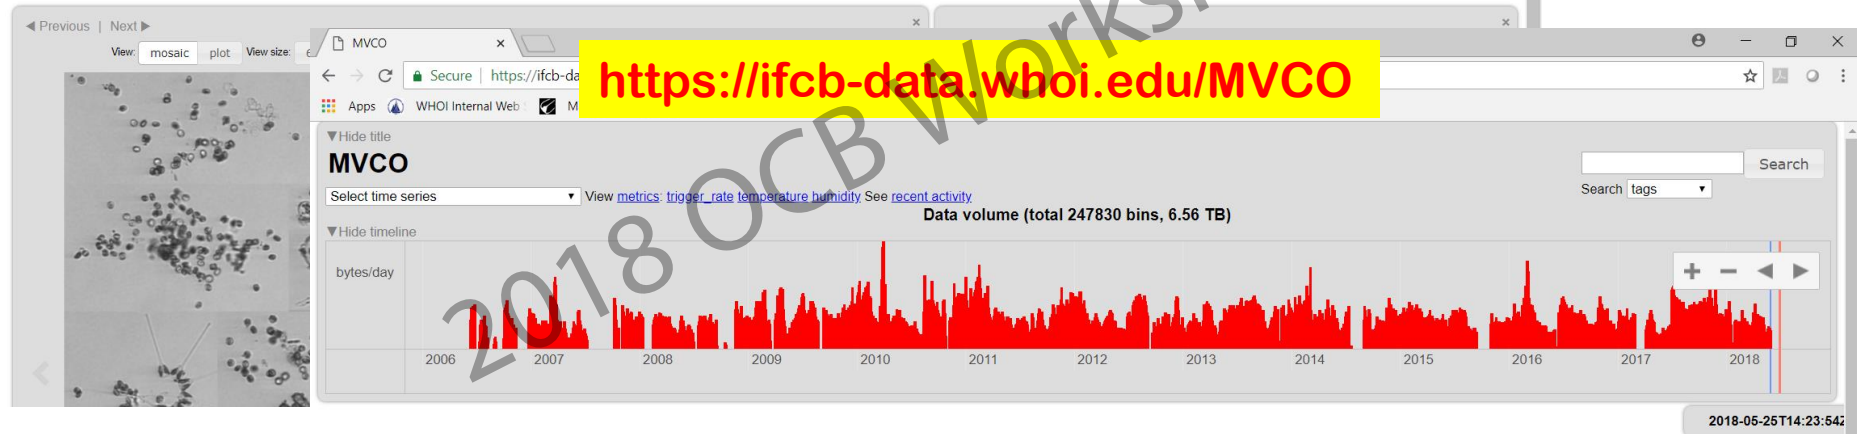 ◀ Previous | Next ▶
View: mosaic plot View size:
MVCO
Secure | https://ifcb-da
https://ifcb-data.whoi.edu/MVCO
Apps WHOI Internal Web M
▼Hide title
MVCO
Search
Select time series View metrics: trigger_rate temperature humidity See recent activity
Search tags
Data volume (total 247830 bins, 6.56 TB)
▼Hide timeline
bytes/day
2006 2007 2008 2009 2010 2011 2012 2013 2014 2015 2016 2017 2018
2018-05-25T14:23:54Z
2018 OCB Works